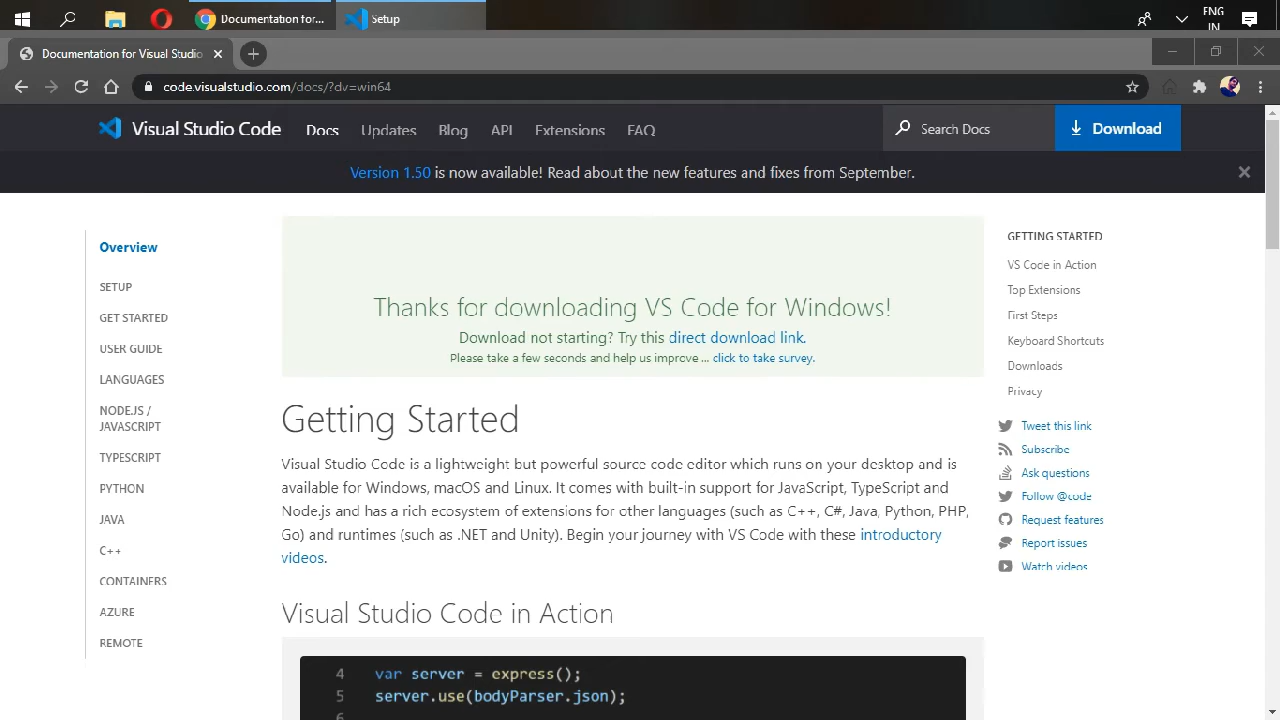 Documentation for...
Setup
ENG
IN
Documentation for Visual Studio
code.visualstudio.com/docs/?dv=win64
Visual Studio Code
Docs
Updates
Blog
API
Extensions
FAQ
Search Docs
Download
Version 1.50 is now available! Read about the new features and fixes from September.
Overview
SETUP
GET STARTED
USER GUIDE
LANGUAGES
NODE.JS /
JAVASCRIPT
TYPESCRIPT
PYTHON
JAVA
C++
CONTAINERS
AZURE
REMOTE
Thanks for downloading VS Code for Windows!
Download not starting? Try this direct download link.
Please take a few seconds and help us improve ... click to take survey.
Getting Started
Visual Studio Code is a lightweight but powerful source code editor which runs on your desktop and is
available for Windows, macOS and Linux. It comes with built-in support for JavaScript, TypeScript and
Node.js and has a rich ecosystem of extensions for other languages (such as C++, C#, Java, Python, PHP,
Go) and runtimes (such as .NET and Unity). Begin your journey with VS Code with these introductory
videos.
Visual Studio Code in Action
4 var server = express();
5 server.use(bodyParser.json);
6
GETTING STARTED
VS Code in Action
Top Extensions
First Steps
Keyboard Shortcuts
Downloads
Privacy
Tweet this link
Subscribe
Ask questions
Follow @code
Request features
Report issues
Watch videos